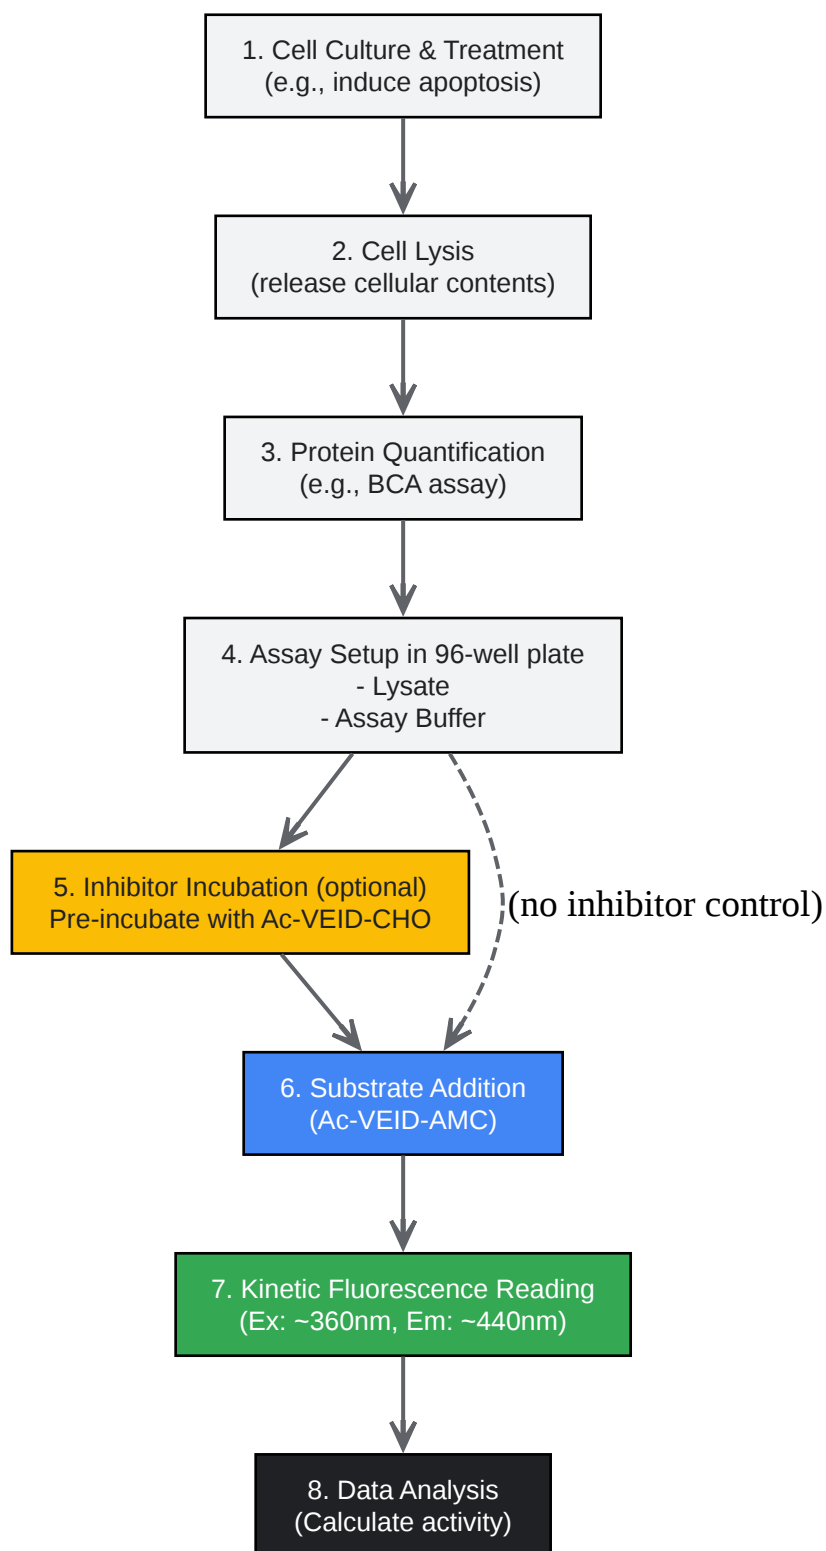 1. Cell Culture & Treatment
(e.g., induce apoptosis)
2. Cell Lysis
(release cellular contents)
3. Protein Quantification
(e.g., BCA assay)
4. Assay Setup in 96-well plate
- Lysate
- Assay Buffer
5. Inhibitor Incubation (optional)
Pre-incubate with Ac-VEID-CHO
(no inhibitor control)
6. Substrate Addition
(Ac-VEID-AMC)
7. Kinetic Fluorescence Reading
(Ex: ~360nm, Em: ~440nm)
8. Data Analysis
(Calculate activity)